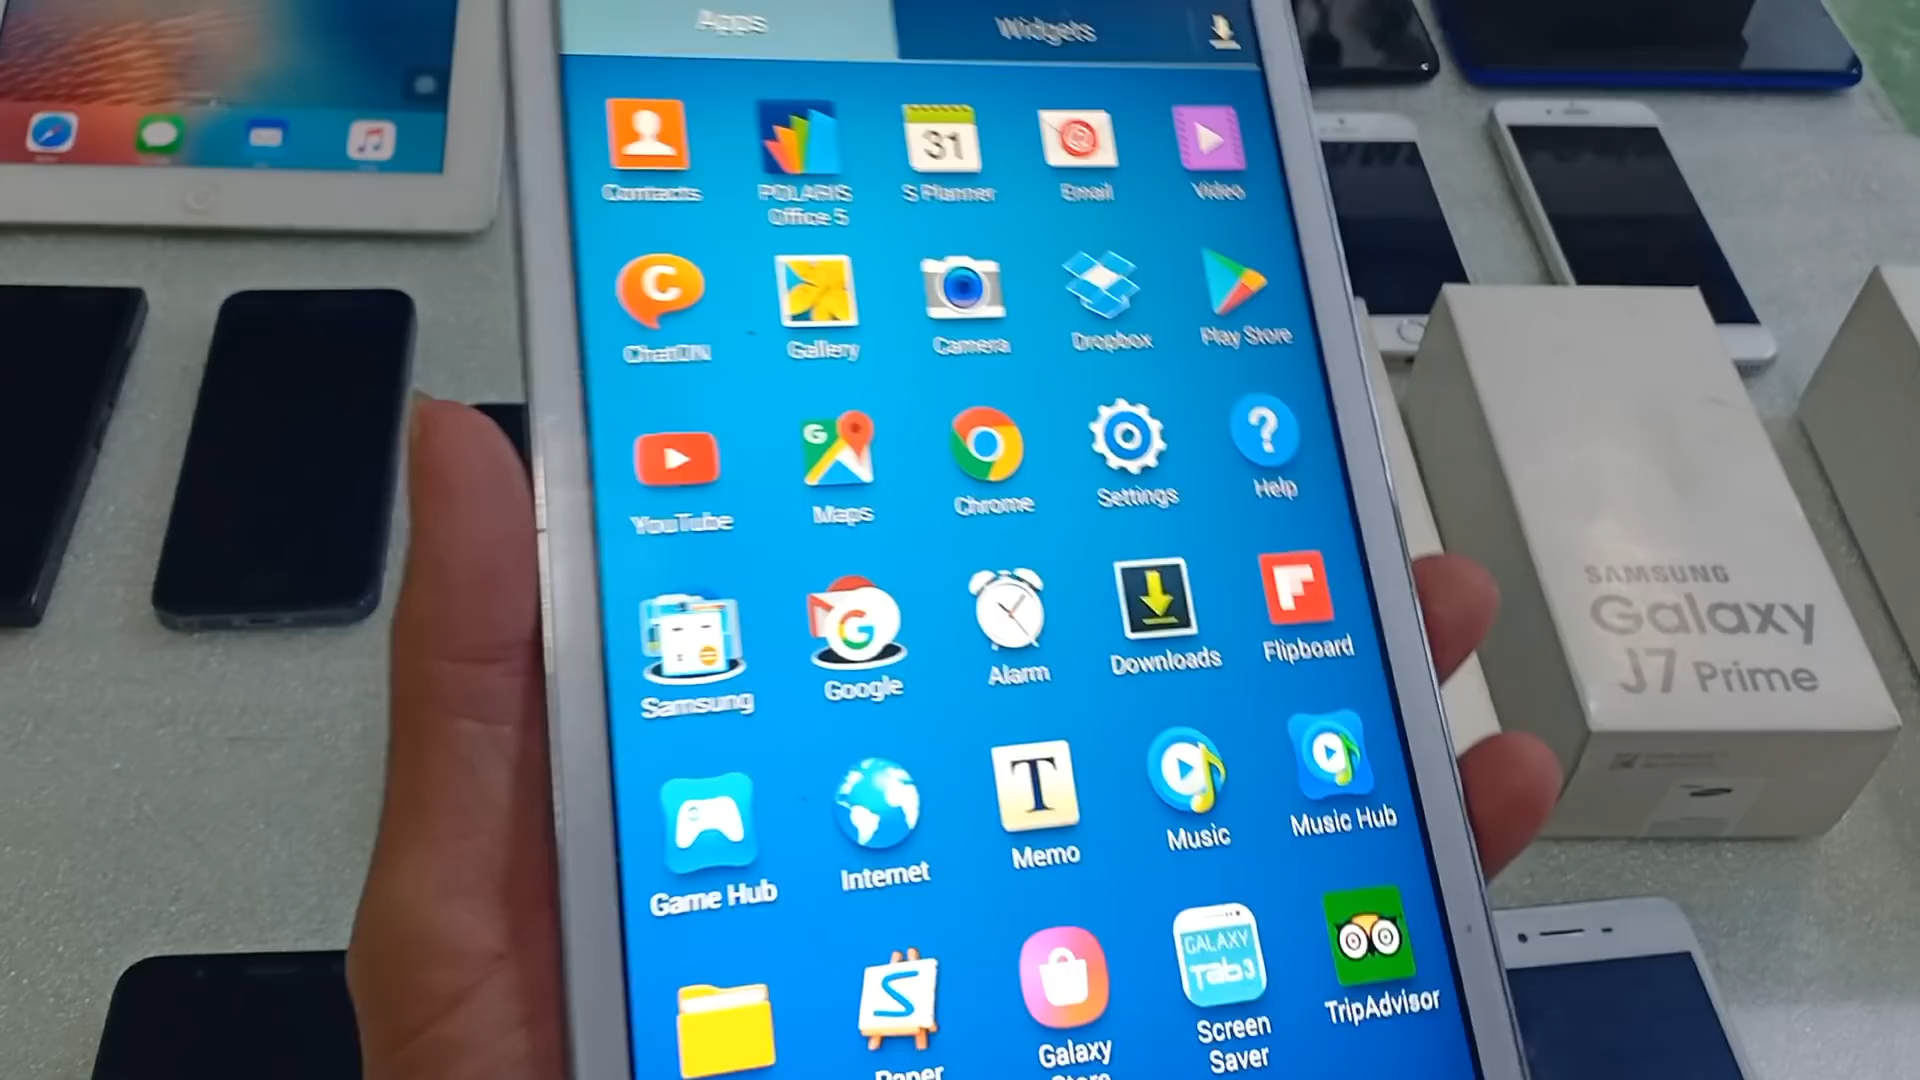 Apps
Widgets
31
Contacts
POLARIS
Office 5
S Planner
Email
Video
C
ChatON
Gallery
Camera
Dropbox
Play Store
G
?
YouTube
Maps
Chrome
Settings
Help
G
Samsung
Google
Alarm
Downloads
Flipboard
T
Game Hub
Internet
Memo
Music
Music Hub
S
GALAXY
Tab3
Paper
Galaxy
Store
Screen
Saver
TripAdvisor
SAMSUNG
Galaxy
J7 Prime